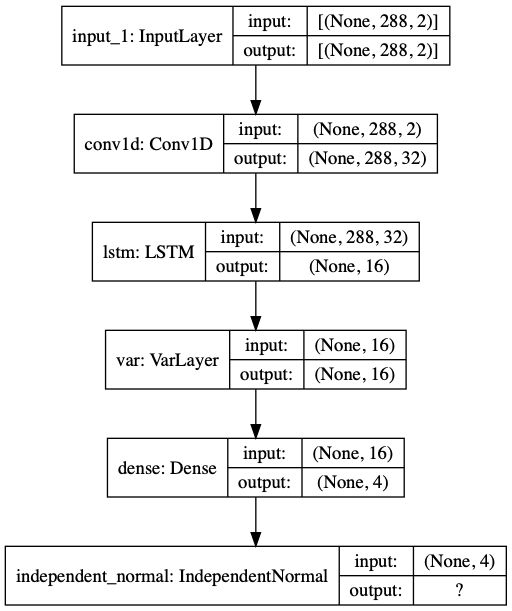 input_1: InputLayer
input: [(None, 288, 2)]
output: [(None, 288, 2)]
conv1d: Conv1D
input: (None, 288, 2)
output: (None, 288, 32)
lstm: LSTM
input: (None, 288, 32)
output: (None, 16)
var: VarLayer
input: (None, 16)
output: (None, 16)
dense: Dense
input: (None, 16)
output: (None, 4)
independent_normal: IndependentNormal
input: (None, 4)
output: ?